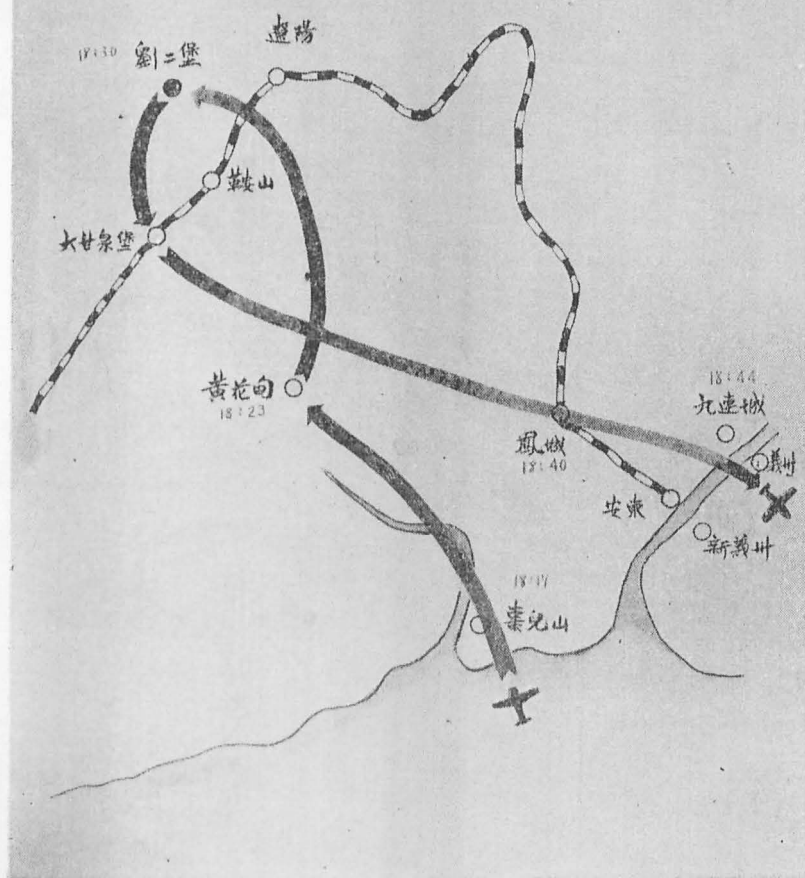 遼陽
18:30
劉二堡
鞍山
大甘泉堡
黃花甸
18:23
18:44
九連城
鳳城
18:40
義州
安東
新義州
18:17
棗兒山